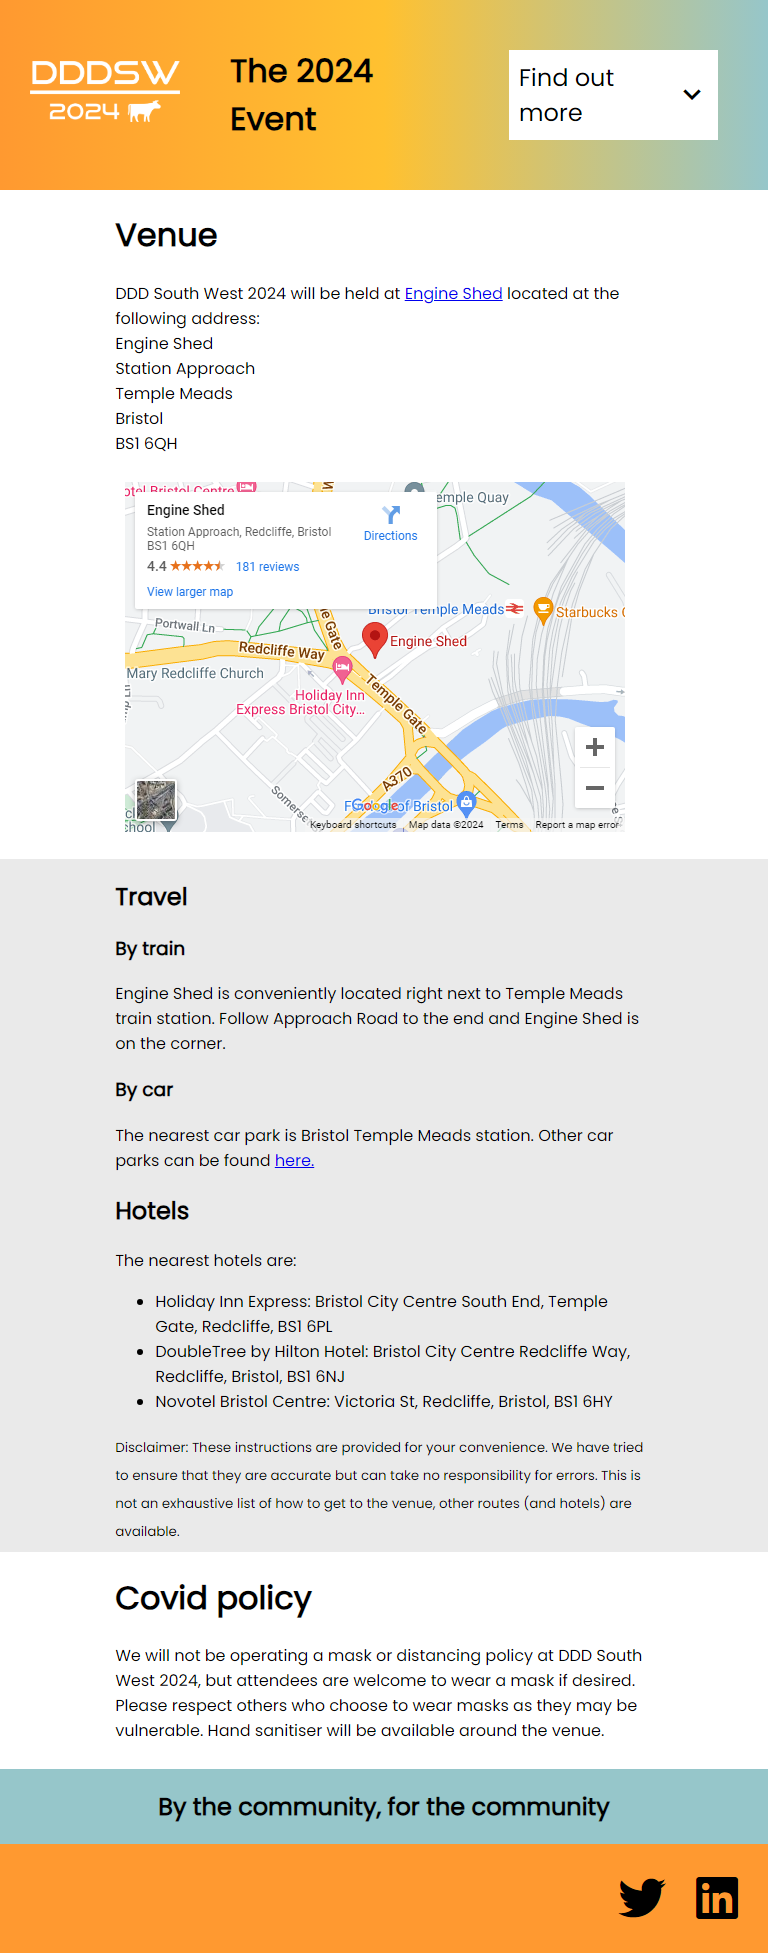 DDDSW
2024
The 2024
Event
Find out
more
Venue
DDD South West 2024 will be held at Engine Shed located at the
following address:
Engine Shed
Station Approach
Temple Meads
Bristol
BS1 6QH
Engine Shed
Station Approach, Redcliffe, Bristol
BS1 6QH
4.4 181 reviews
View larger map
Directions
emple Quay
Bristol Temple Meads
Starbucks C
Portwall Ln
Engine Shed
Redcliffe Way
Temple Gate
Mary Redcliffe Church
Holiday Inn
Express Bristol City...
A370
Somerse
of Bristol
Google
chool
Keyboard shortcuts Map data ©2024 Terms Report a map error
Travel
By train
Engine Shed is conveniently located right next to Temple Meads
train station. Follow Approach Road to the end and Engine Shed is
on the corner.
By car
The nearest car park is Bristol Temple Meads station. Other car
parks can be found here.
Hotels
The nearest hotels are:
Holiday Inn Express: Bristol City Centre South End, Temple
Gate, Redcliffe, BS1 6PL
DoubleTree by Hilton Hotel: Bristol City Centre Redcliffe Way,
Redcliffe, Bristol, BS1 6NJ
Novotel Bristol Centre: Victoria St, Redcliffe, Bristol, BS1 6HY
Disclaimer: These instructions are provided for your convenience. We have tried
to ensure that they are accurate but can take no responsibility for errors. This is
not an exhaustive list of how to get to the venue, other routes (and hotels) are
available.
Covid policy
We will not be operating a mask or distancing policy at DDD South
West 2024, but attendees are welcome to wear a mask if desired.
Please respect others who choose to wear masks as they may be
vulnerable. Hand sanitiser will be available around the venue.
By the community, for the community
in